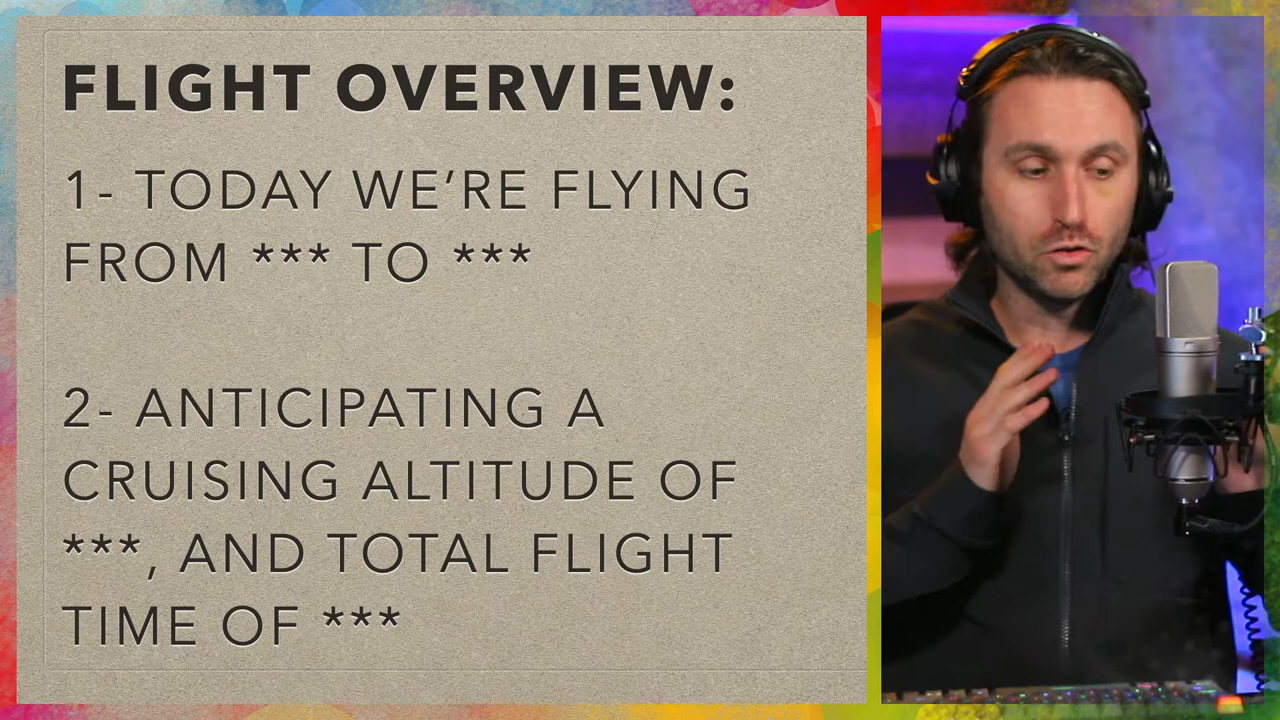 FLIGHT OVERVIEW:
1- TODAY WE’RE FLYING
FROM *** TO ***
2- ANTICIPATING A
CRUISING ALTITUDE OF
***, AND TOTAL FLIGHT
TIME OF ***